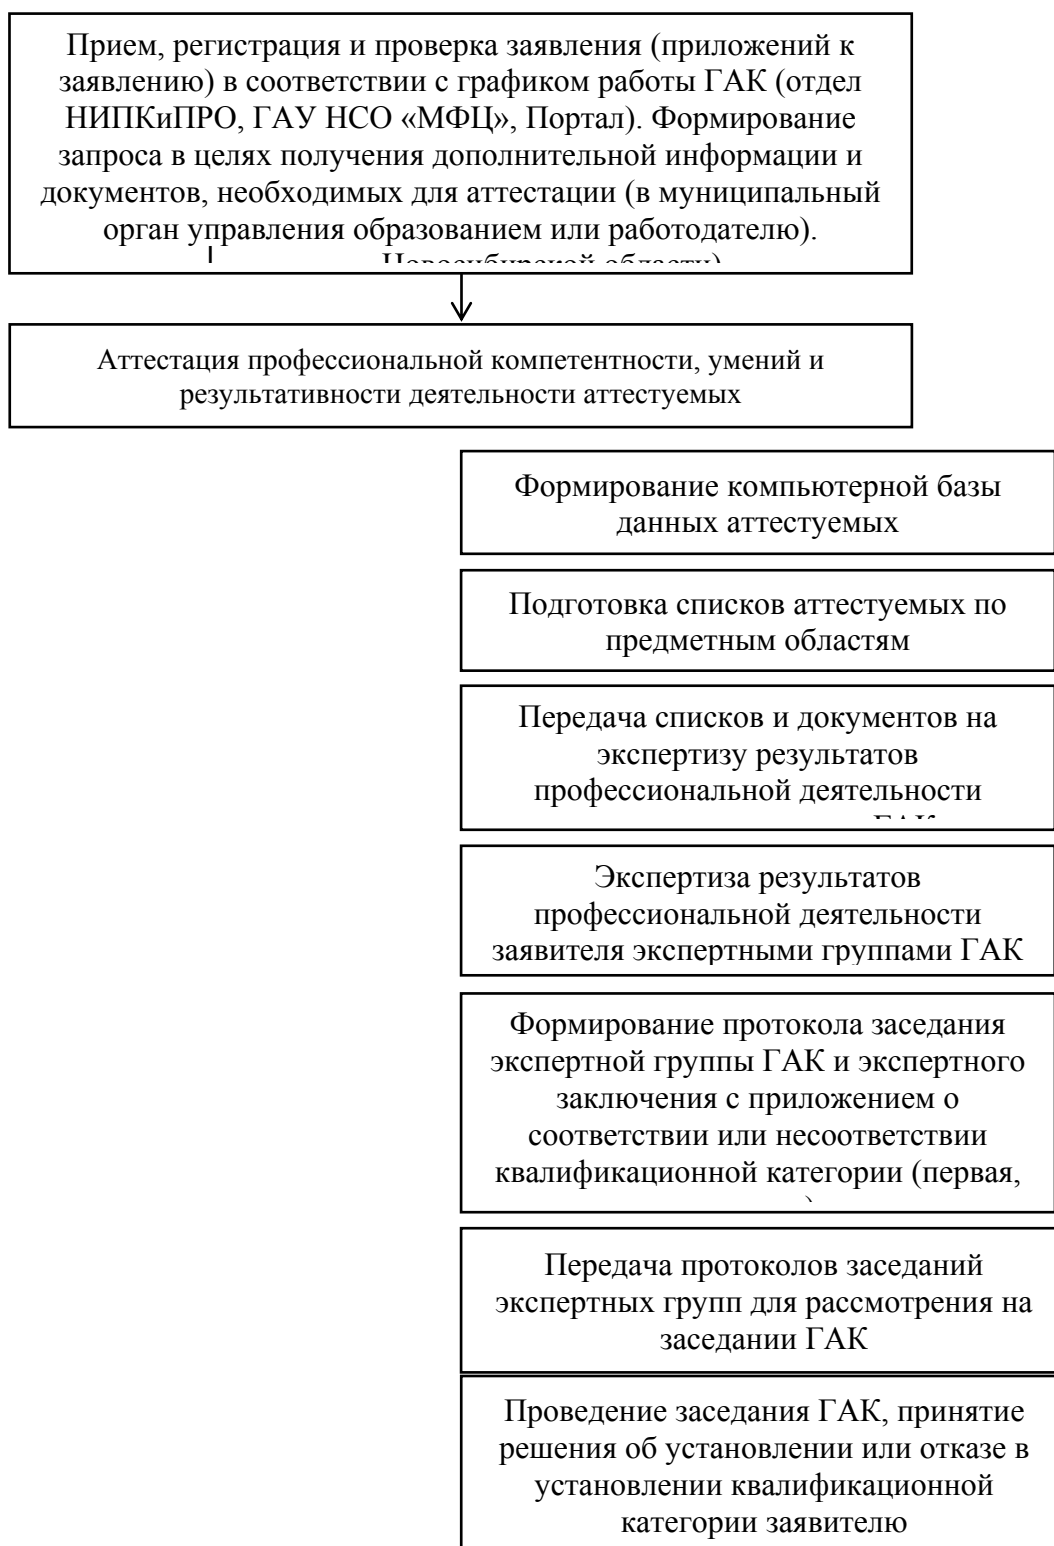 Прием, регистрация и проверка заявления (приложений к
заявлению) в соответствии с графиком работы ГАК (отдел
НИПКиПРО, ГАУ НСО «МФЦ», Портал). Формирование
запроса в целях получения дополнительной информации и
документов, необходимых для аттестации (в муниципальный
орган управления образованием или работодателю).
Новосибирской области)
Аттестация профессиональной компетентности, умений и
результативности деятельности аттестуемых
Формирование компьютерной базы
данных аттестуемых
Подготовка списков аттестуемых по
предметным областям
Передача списков и документов на
экспертизу результатов
профессиональной деятельности
ГАК
Экспертиза результатов
профессиональной деятельности
заявителя экспертными группами ГАК
Формирование протокола заседания
экспертной группы ГАК и экспертного
заключения с приложением о
соответствии или несоответствии
квалификационной категории (первая,
Передача протоколов заседаний
экспертных групп для рассмотрения на
заседании ГАК
Проведение заседания ГАК, принятие
решения об установлении или отказе в
установлении квалификационной
категории заявителю